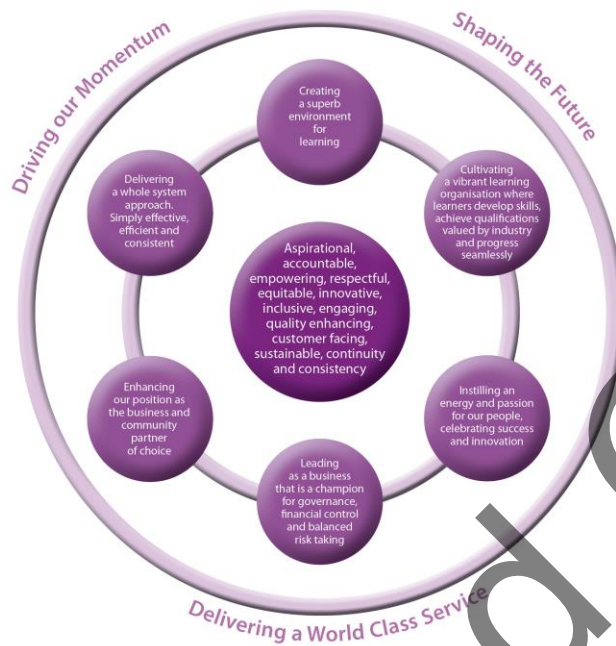 Driving our Momentum
Shaping the Future
Creating
a superb
environment
for
learning
Delivering
a whole system
approach.
Simply effective,
efficient and
consistent
Cultivating
a vibrant learning
organisation where
learners develop skills,
achieve qualifications
valued by industry
and progress
seamlessly
Aspirational,
accountable,
empowering, respectful,
equitable, innovative,
inclusive, engaging,
quality enhancing,
customer facing,
sustainable, continuity
and consistency
Enhancing
our position as
the business and
community
partner
of choice
Instilling an
energy and passion
for our people,
celebrating success
and innovation
Leading
as a business
that is a champion
for governance,
financial control
and balanced
risk taking
Delivering a World Class Service